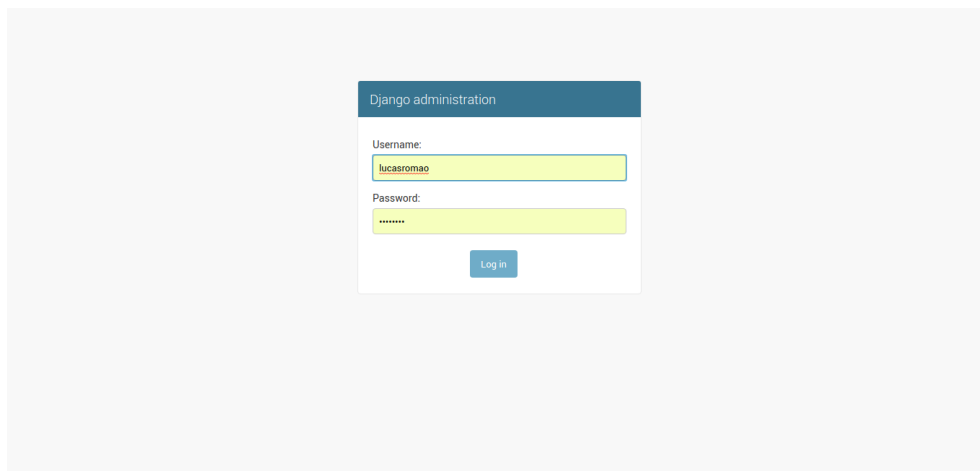 Django administration
Username:
lucasromao
Password:
••••••••
Log in